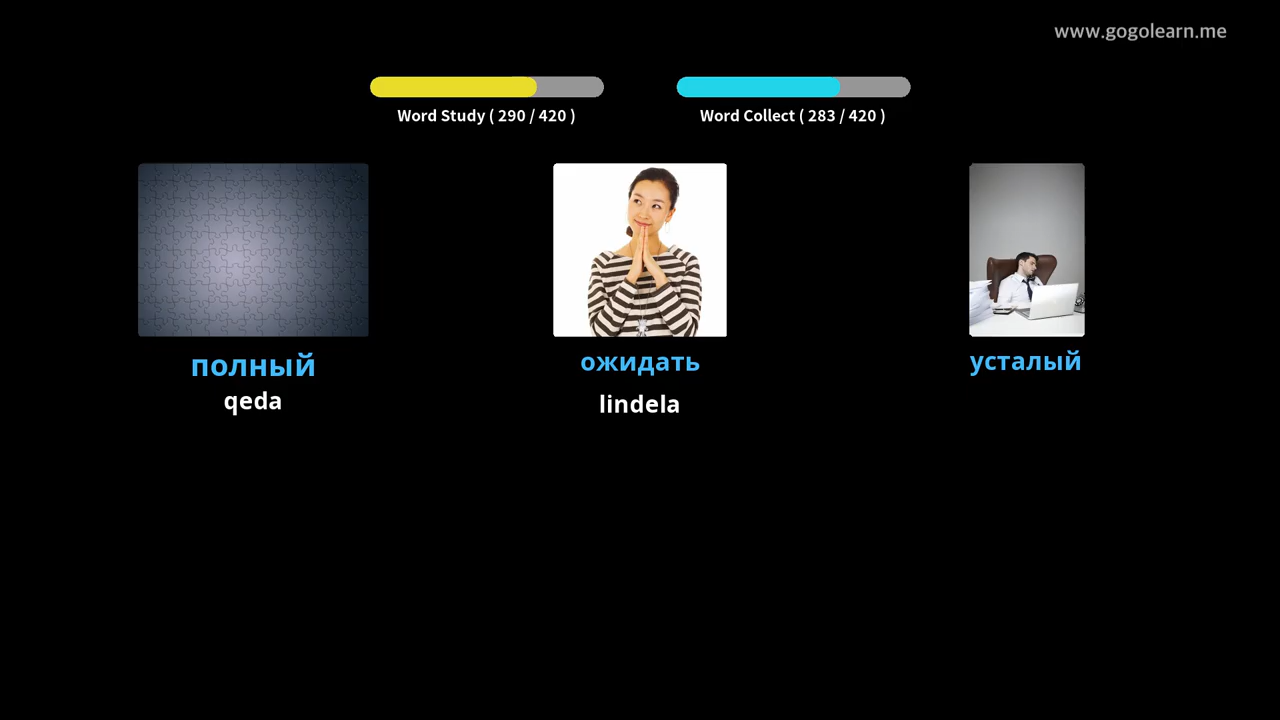 www.gogolearn.me
Word Study ( 290 / 420 )
Word Collect ( 283 / 420 )
полный
qeda
ожидать
lindela
усталый